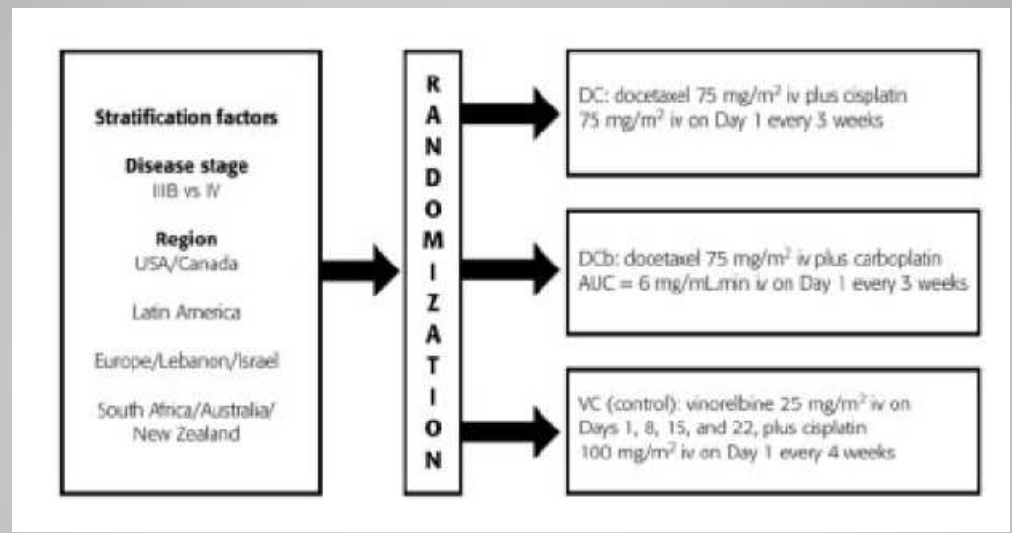 Stratification factors
Disease stage
IIIB vs IV
Region
USA/Canada
Latin America
Europe/Lebanon/Israel
South Africa/Australia/
New Zealand
RANDOMIZATION
DC: docetaxel 75 mg/m² iv plus cisplatin
75 mg/m² iv on Day 1 every 3 weeks
DCb: docetaxel 75 mg/m² iv plus carboplatin
AUC = 6 mg/mL.min iv on Day 1 every 3 weeks
VC (control): vinorelbine 25 mg/m² iv on
Days 1, 8, 15, and 22, plus cisplatin
100 mg/m² iv on Day 1 every 4 weeks